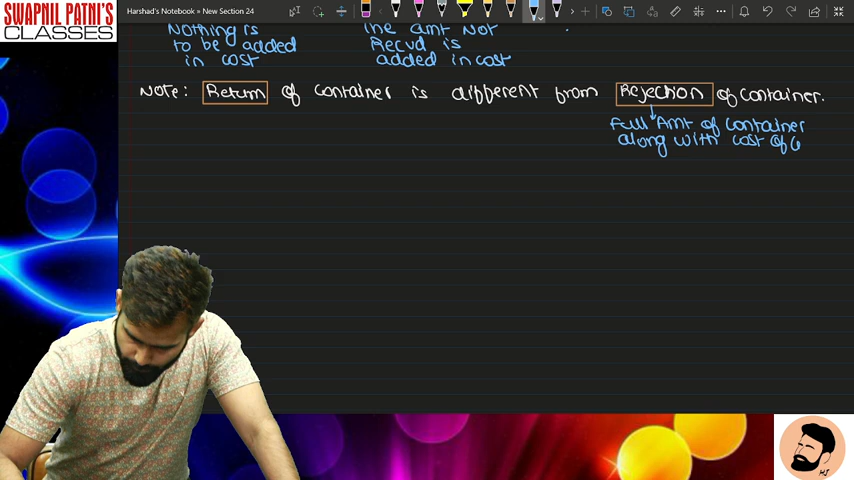 SWAPNIL PATNI'S
CLASSES
Harshad's Notebook » New Section 24
Nothing is
to be added
in cost
The amt Not
Recvd is
added in cost
Note: Return of container is different from Rejection of container.
Full Amt of container
along with cost of
HS